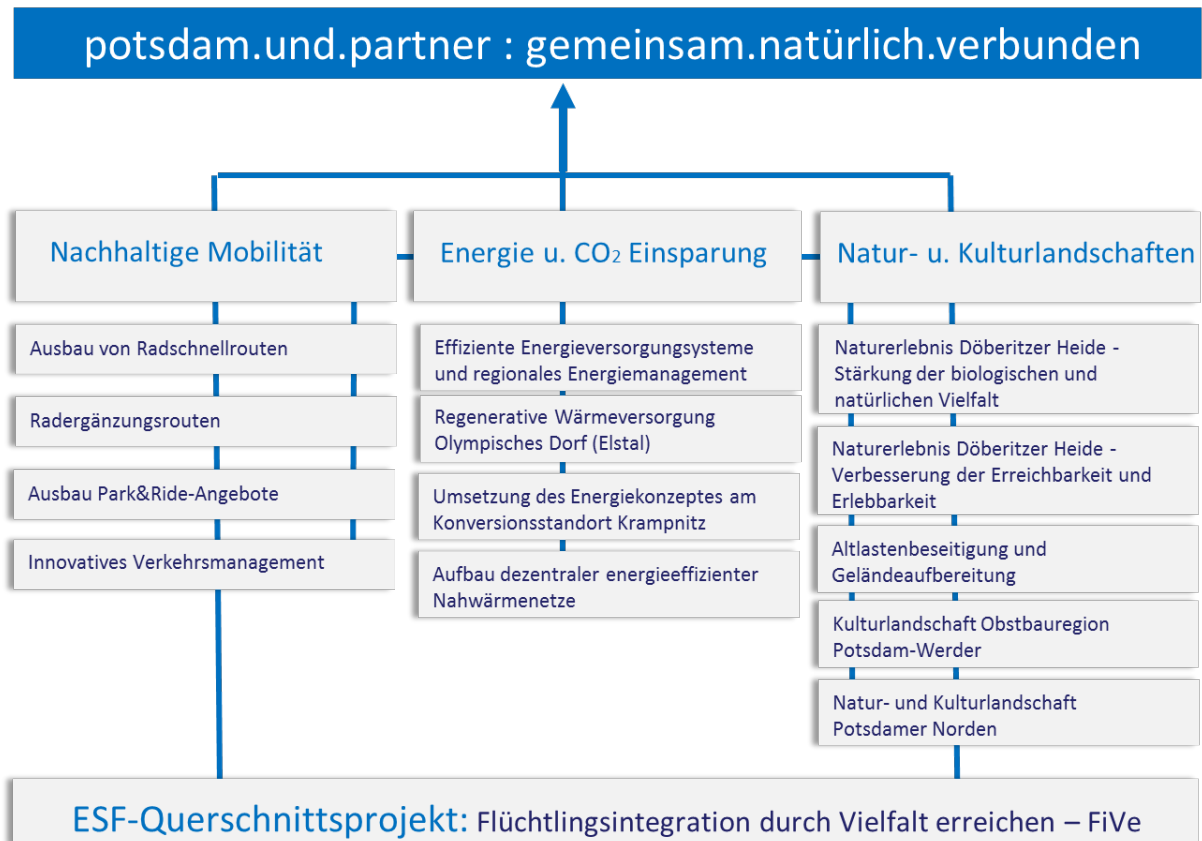 potsdam.und.partner : gemeinsam.natürlich.verbunden
Nachhaltige Mobilität
Ausbau von Radschnellrouten
Radergänzungsrouten
Ausbau Park&Ride-Angebote
Innovatives Verkehrsmanagement
Energie u. CO₂ Einsparung
Effiziente Energieversorgungsysteme
und regionales Energiemanagement
Regenerative Wärmeversorgung
Olympisches Dorf (Elstal)
Umsetzung des Energiekonzeptes am
Konversionsstandort Krampnitz
Aufbau dezentraler energieeffizienter
Nahwärmenetze
Natur- u. Kulturlandschaften
Naturerlebnis Döberitzer Heide -
Stärkung der biologischen und
natürlichen Vielfalt
Naturerlebnis Döberitzer Heide -
Verbesserung der Erreichbarkeit und
Erlebbarkeit
Altlastenbeseitigung und
Geländeaufbereitung
Kulturlandschaft Obstbauregion
Potsdam-Werder
Natur- und Kulturlandschaft
Potsdamer Norden
ESF-Querschnittsprojekt: Flüchtlingsintegration durch Vielfalt erreichen – FiVe